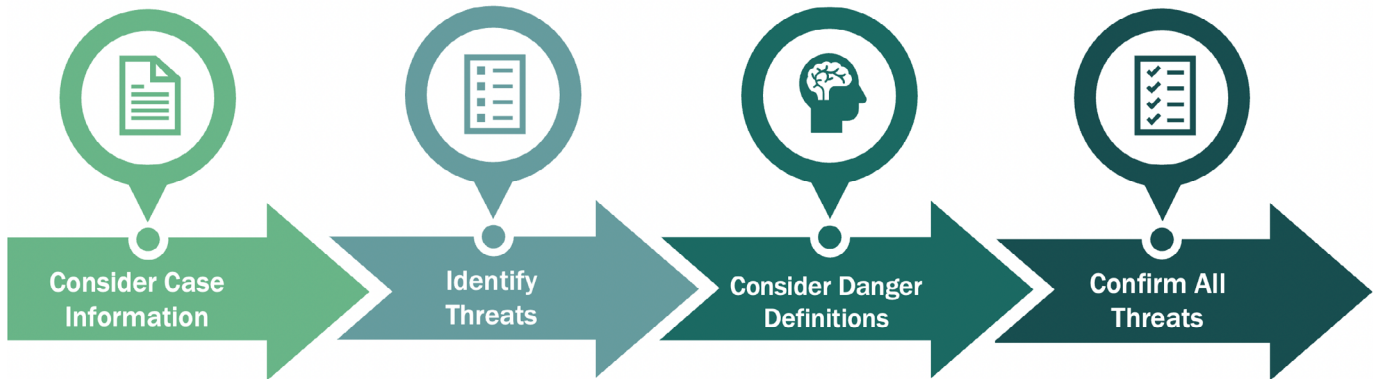 Consider Case
Information
Identify
Threats
Consider Danger
Definitions
Confirm All
Threats